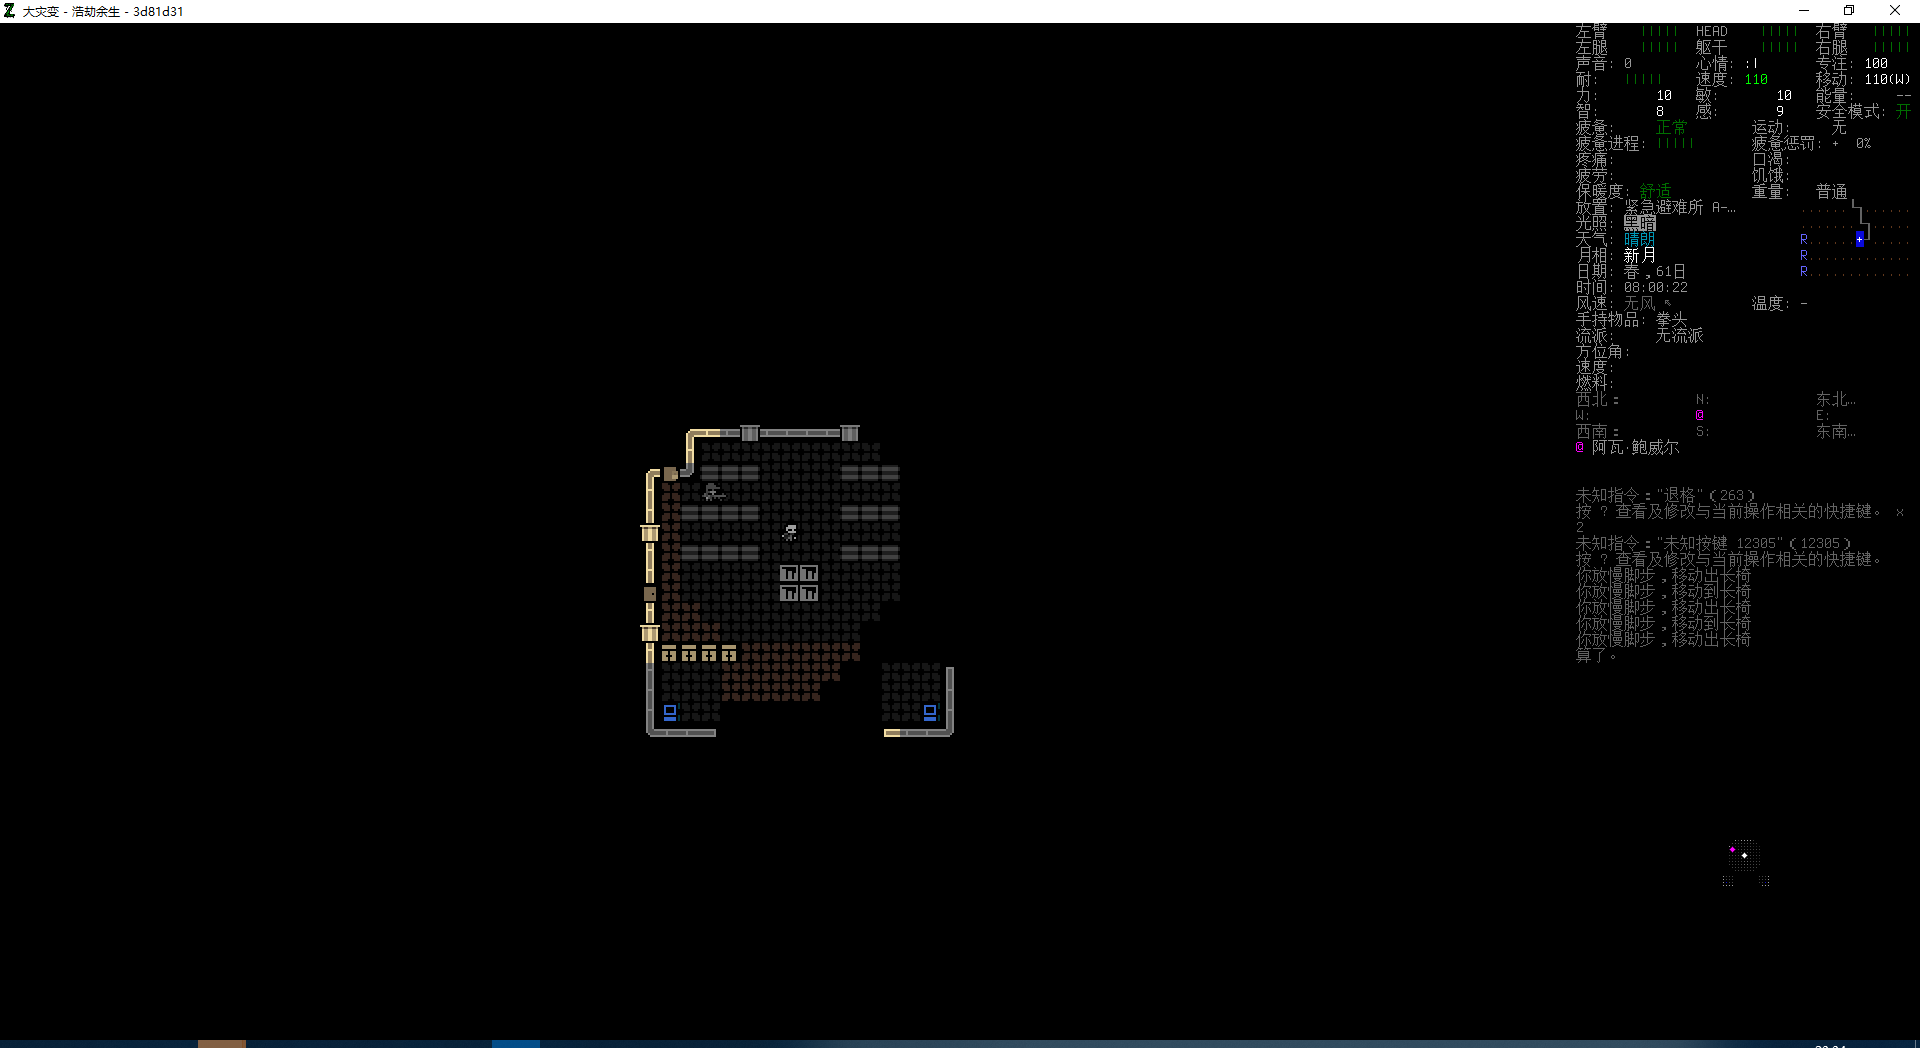 大灾变 - 浩劫余生 - 3d81d31
左臂 ||||| HEAD ||||| 右臂 |||||
左腿 ||||| 躯干 ||||| 右腿 |||||
声音: 0 心情: :| 专注: 100
耐: ||||| 速度: 110 移动: 110(W)
力: 10 敏: 10 能量: --
智: 8 感: 9 安全模式: 开
疲惫: 正常 运动: 无
疲惫进程: ||||| 疲惫惩罚: + 0%
疼痛: 口渴:
疲劳: 饥饿:
保暖度: 舒适 重量: 普通
放置: 紧急避难所 A-…
光照: 黑暗
天气: 晴朗
月相: 新月
日期: 春,61日
时间: 08:00:22
风速: 无风 温度: -
手持物品: 拳头
流派: 无流派
方位角:
速度:
燃料:
西北: N: 东北…
W: @ E:
西南: S: 东南…
@ 阿瓦·鲍威尔
R
R
R
未知指令:"退格"(263)
按 ? 查看及修改与当前操作相关的快捷键。 x
2
未知指令:"未知按键 12305"(12305)
按 ? 查看及修改与当前操作相关的快捷键。
你放慢脚步,移动出长椅
你放慢脚步,移动到长椅
你放慢脚步,移动出长椅
你放慢脚步,移动到长椅
你放慢脚步,移动出长椅
算了。